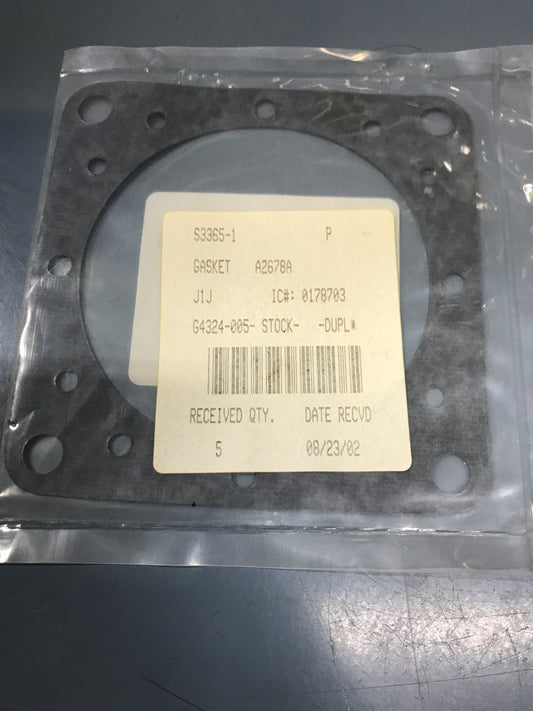 S3365-1 P
GASKET A2678A
J1J IC#: 0178703
G4324-005- STOCK- -DUPL*
RECEIVED QTY. DATE RECVD
5 08/23/02